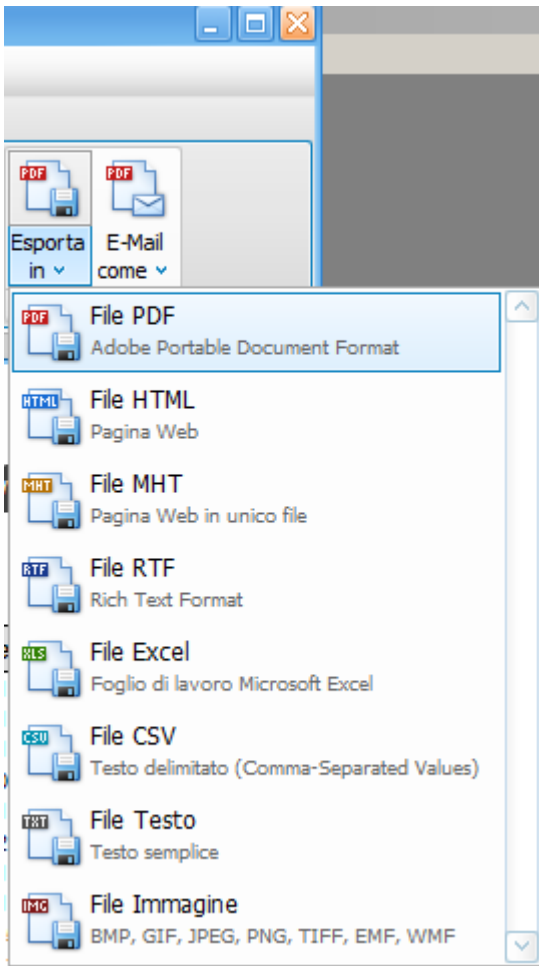 PDF
PDF
Esporta in
E-Mail come
PDF
File PDF
Adobe Portable Document Format
HTML
File HTML
Pagina Web
MHT
File MHT
Pagina Web in unico file
RTF
File RTF
Rich Text Format
XLS
File Excel
Foglio di lavoro Microsoft Excel
CSV
File CSV
Testo delimitato (Comma-Separated Values)
TXT
File Testo
Testo semplice
IMG
File Immagine
BMP, GIF, JPEG, PNG, TIFF, EMF, WMF